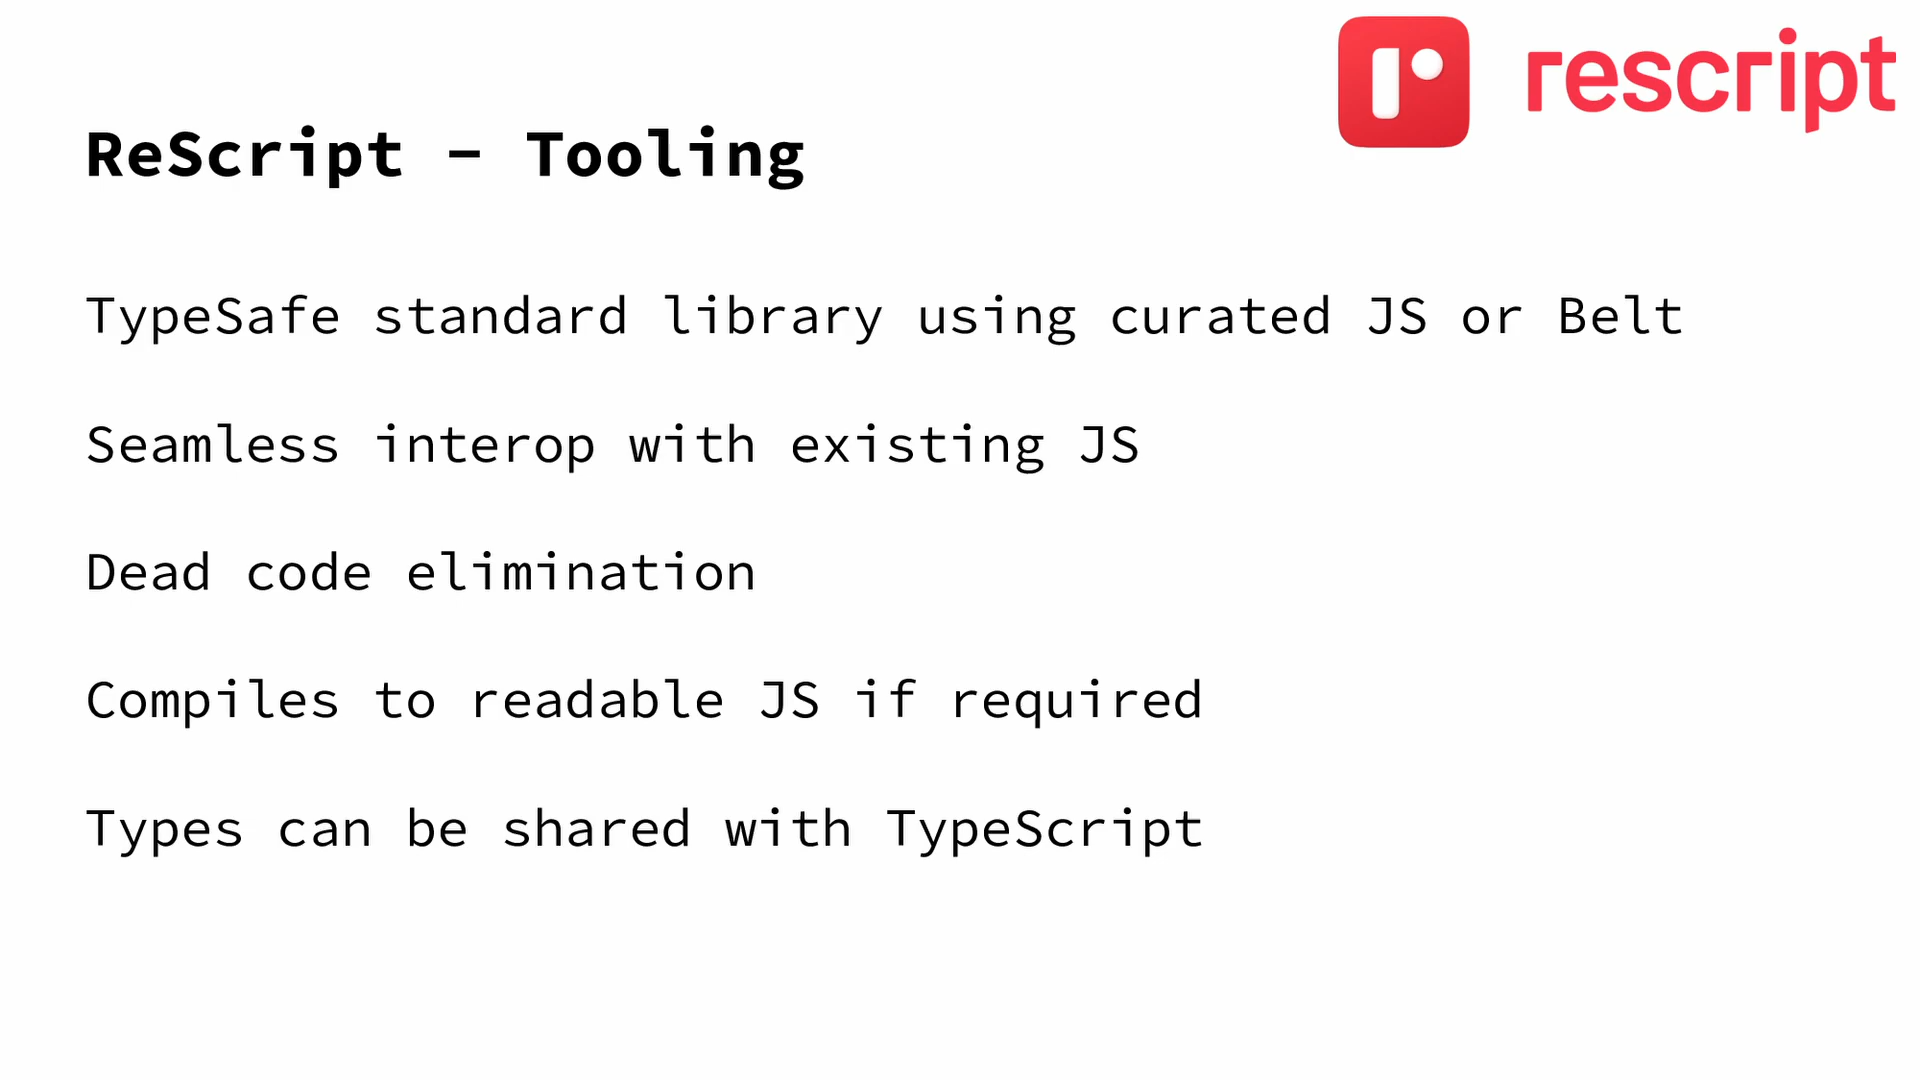 rescript
ReScript - Tooling
TypeSafe standard library using curated JS or Belt
Seamless interop with existing JS
Dead code elimination
Compiles to readable JS if required
Types can be shared with TypeScript